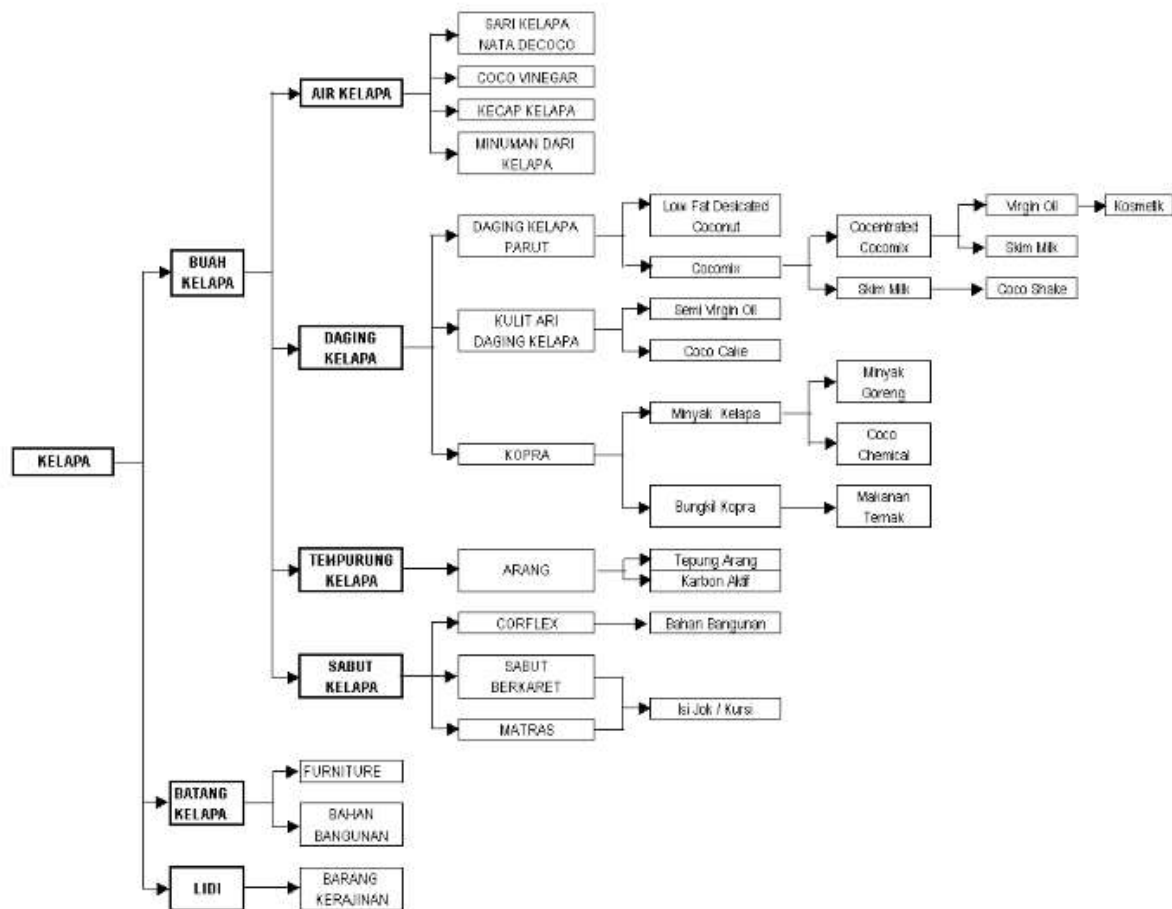 SARI KELAPA
NATA DECOCO
COCO VINEGAR
AIR KELAPA
KECAP KELAPA
MINUMAN DARI
KELAPA
Low Fat Desicated
Coconut
Virgin Oil
Kosmetik
DAGING KELAPA
PARUT
Cocentrated
Cocomix
Skim Milk
BUAH
KELAPA
Cocomix
Skim Milk
Coco Shake
KULIT ARI
DAGING KELAPA
Semi Virgin Oil
DAGING
KELAPA
Coco Cake
Minyak
Goreng
Minyak Kelapa
Coco
Chemical
KELAPA
KOPRA
Bungkil Kopra
Makanan
Ternak
TEMPURUNG
KELAPA
ARANG
Tepung Arang
Karbon Aktif
CORFLEX
Bahan Bangunan
SABUT
KELAPA
SABUT
BERKARET
Isi Jok / Kursi
MATRAS
BATANG
KELAPA
FURNITURE
BAHAN
BANGUNAN
LIDI
BARANG
KERAJINAN